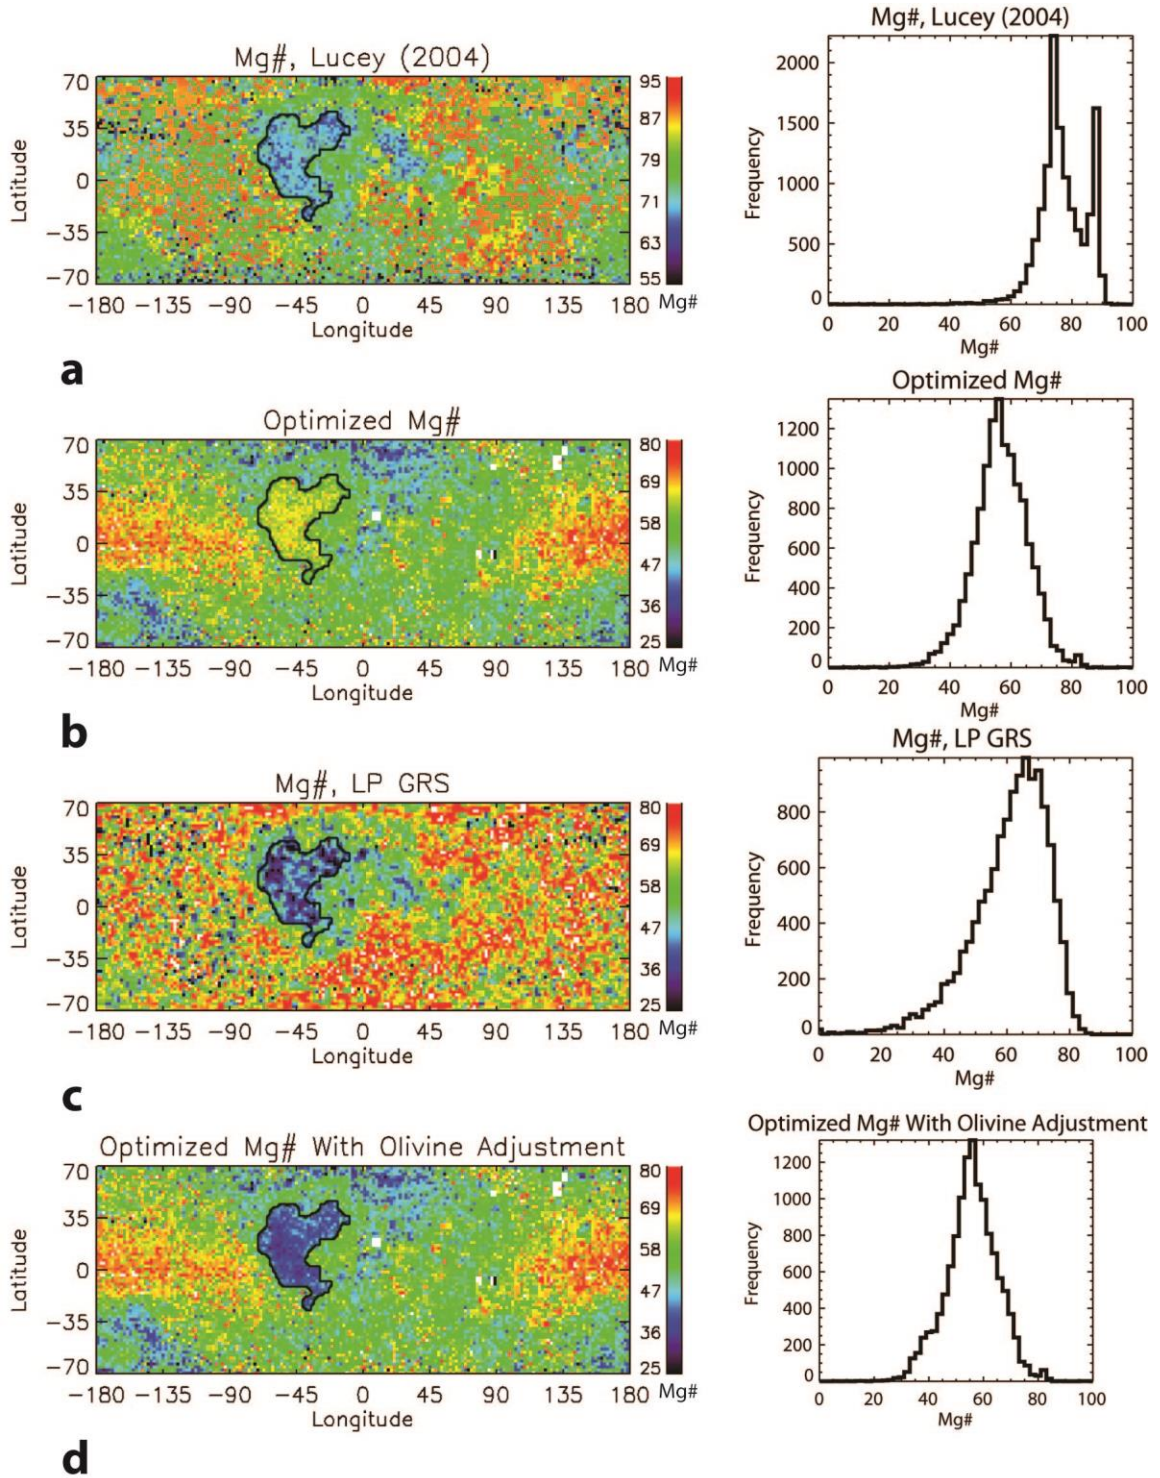 Mg#, Lucey (2004)
70
35
0
−35
−70
Latitude
−180 −135 −90 −45 0 45 90 135 180
Longitude
95
87
79
71
63
55
Mg#
Mg#, Lucey (2004)
2000
1500
1000
500
0
Frequency
0 20 40 60 80 100
Mg#
a
Optimized Mg#
70
35
0
−35
−70
Latitude
−180 −135 −90 −45 0 45 90 135 180
Longitude
80
69
58
47
36
25
Mg#
Optimized Mg#
1200
1000
800
600
400
200
0
Frequency
0 20 40 60 80 100
Mg#
b
Mg#, LP GRS
70
35
0
−35
−70
Latitude
−180 −135 −90 −45 0 45 90 135 180
Longitude
80
69
58
47
36
25
Mg#
Mg#, LP GRS
800
600
400
200
0
Frequency
0 20 40 60 80 100
Mg#
c
Optimized Mg# With Olivine Adjustment
70
35
0
−35
−70
Latitude
−180 −135 −90 −45 0 45 90 135 180
Longitude
80
69
58
47
36
25
Mg#
Optimized Mg# With Olivine Adjustment
1200
1000
800
600
400
200
0
Frequency
0 20 40 60 80 100
Mg#
d